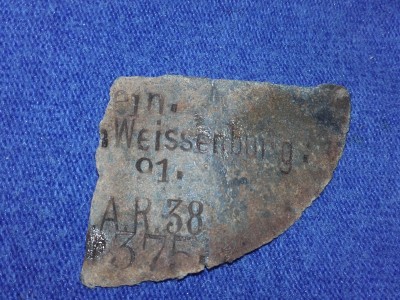 ein.
Weissenburg.
91.
A.R.38
375